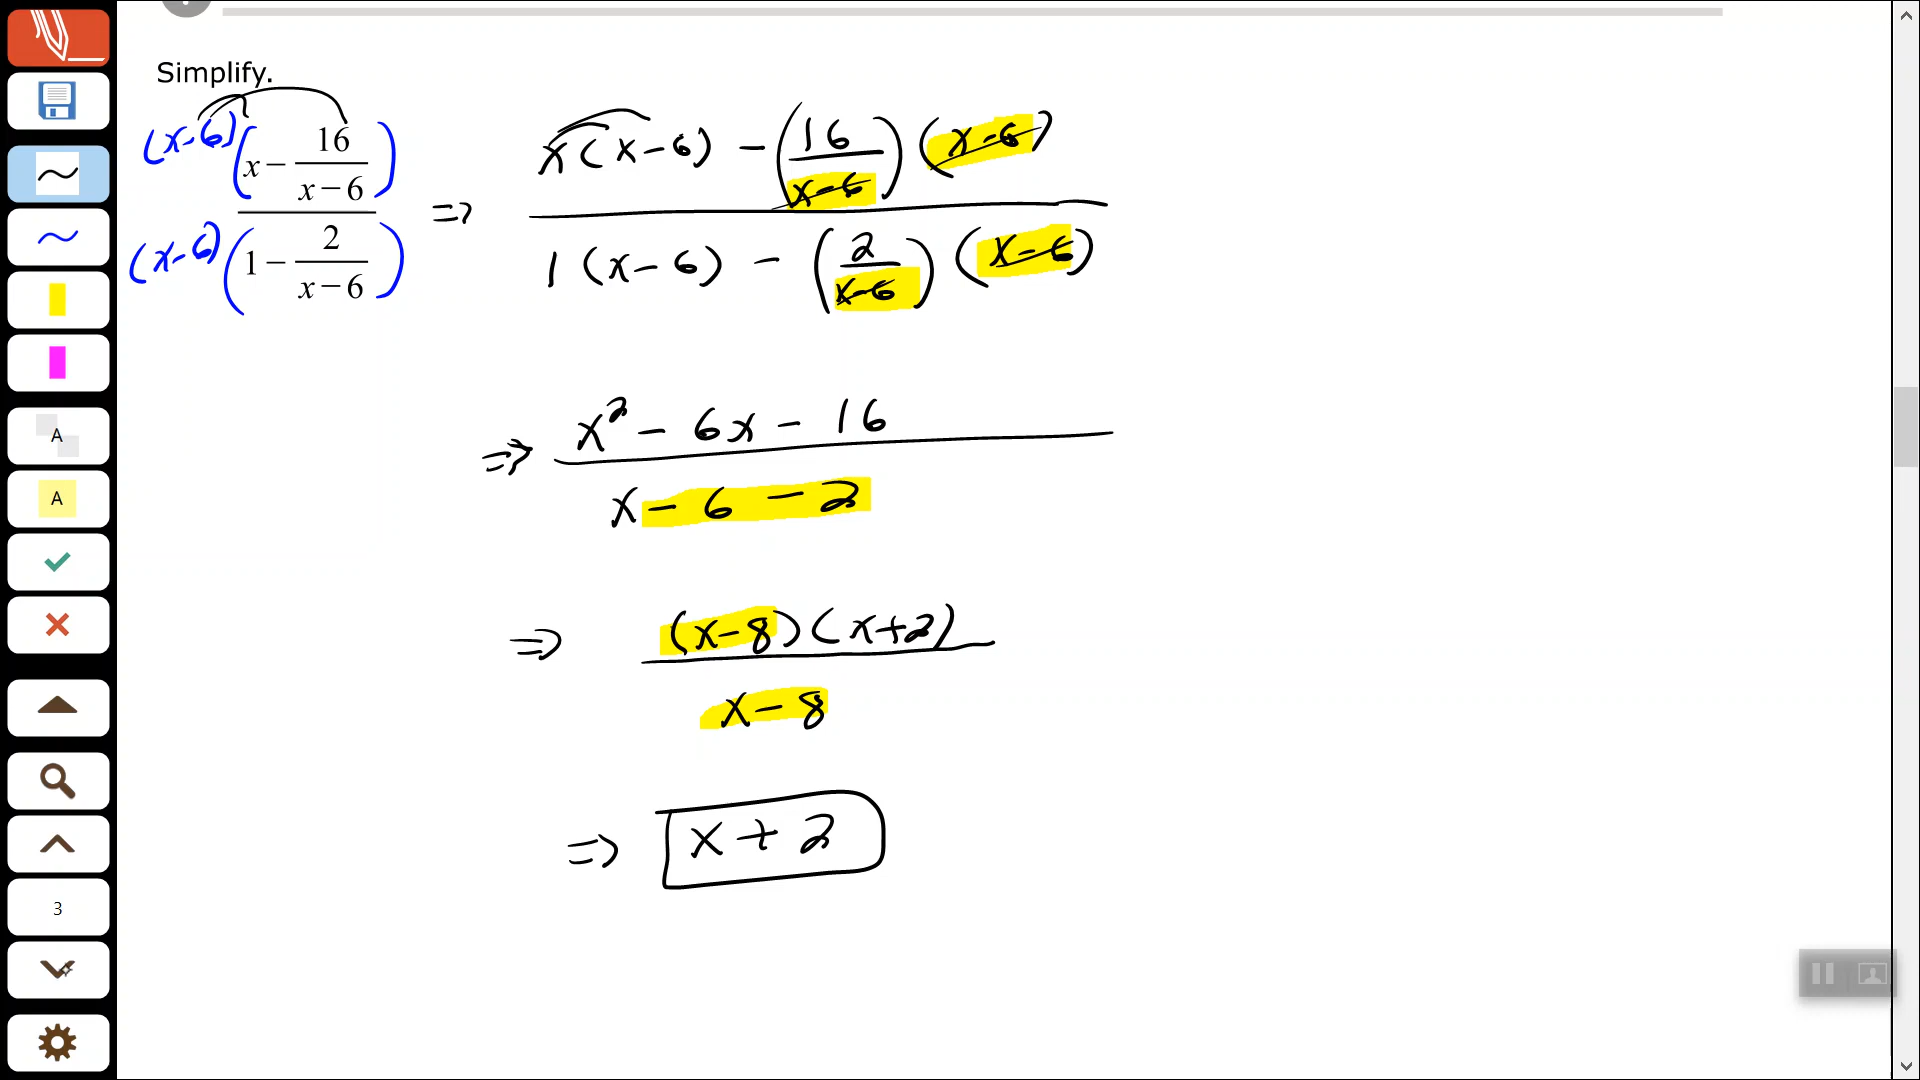 Simplify.
(x-6)(x - 16/(x-6)) / (x-6)(1 - 2/(x-6)) => x(x-6) - (16/(x-6))(x-6) / 1(x-6) - (2/(x-6))(x-6)
=> x² - 6x - 16 / x - 6 - 2
=> (x-8)(x+2) / x - 8
=> x + 2
A
A
3